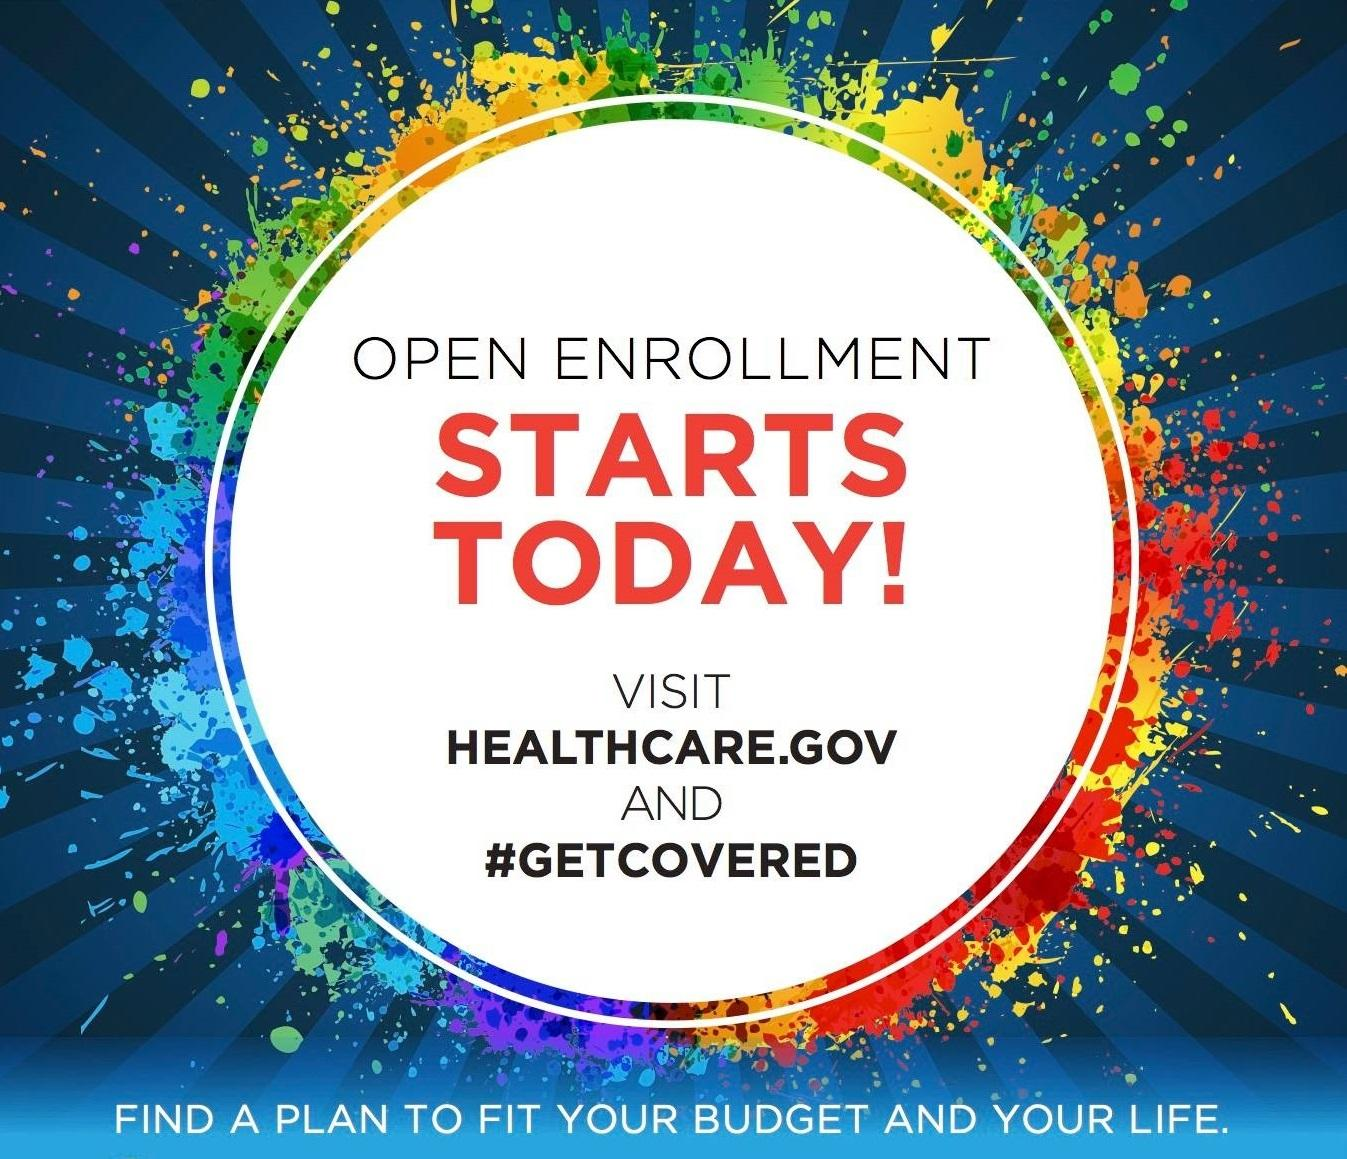 OPEN ENROLLMENT
STARTS
TODAY!
VISIT
HEALTHCARE.GOV
AND
#GETCOVERED
FIND A PLAN TO FIT YOUR BUDGET AND YOUR LIFE.